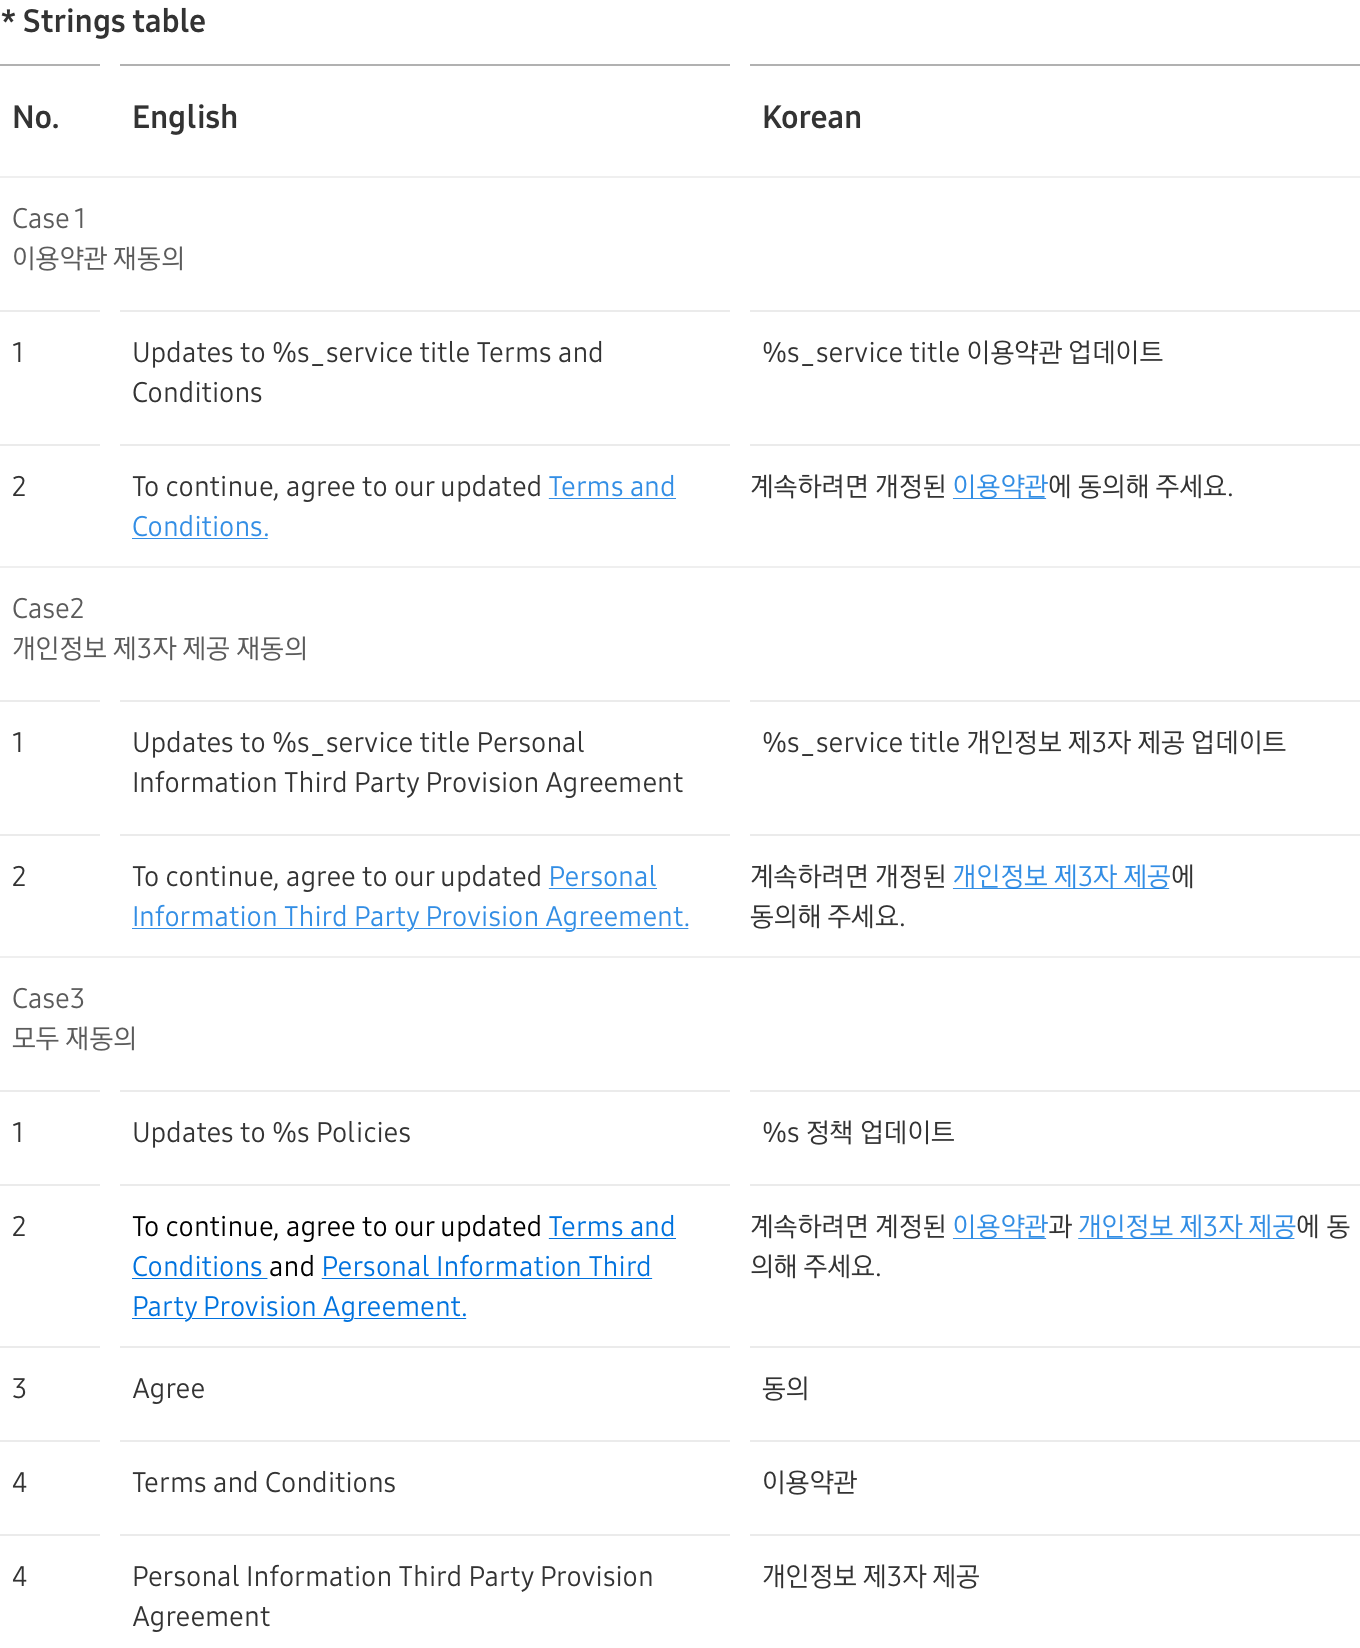 * Strings table
No. English Korean
Case 1
이용약관 재동의
1 Updates to %s_service title Terms and %s_service title 이용약관 업데이트
Conditions
2 To continue, agree to our updated Terms and 계속하려면 개정된 이용약관에 동의해 주세요.
Conditions.
Case2
개인정보 제3자 제공 재동의
1 Updates to %s_service title Personal %s_service title 개인정보 제3자 제공 업데이트
Information Third Party Provision Agreement
2 To continue, agree to our updated Personal 계속하려면 개정된 개인정보 제3자 제공에
Information Third Party Provision Agreement. 동의해 주세요.
Case3
모두 재동의
1 Updates to %s Policies %s 정책 업데이트
2 To continue, agree to our updated Terms and 계속하려면 계정된 이용약관과 개인정보 제3자 제공에 동
Conditions and Personal Information Third 의해 주세요.
Party Provision Agreement.
3 Agree 동의
4 Terms and Conditions 이용약관
4 Personal Information Third Party Provision 개인정보 제3자 제공
Agreement